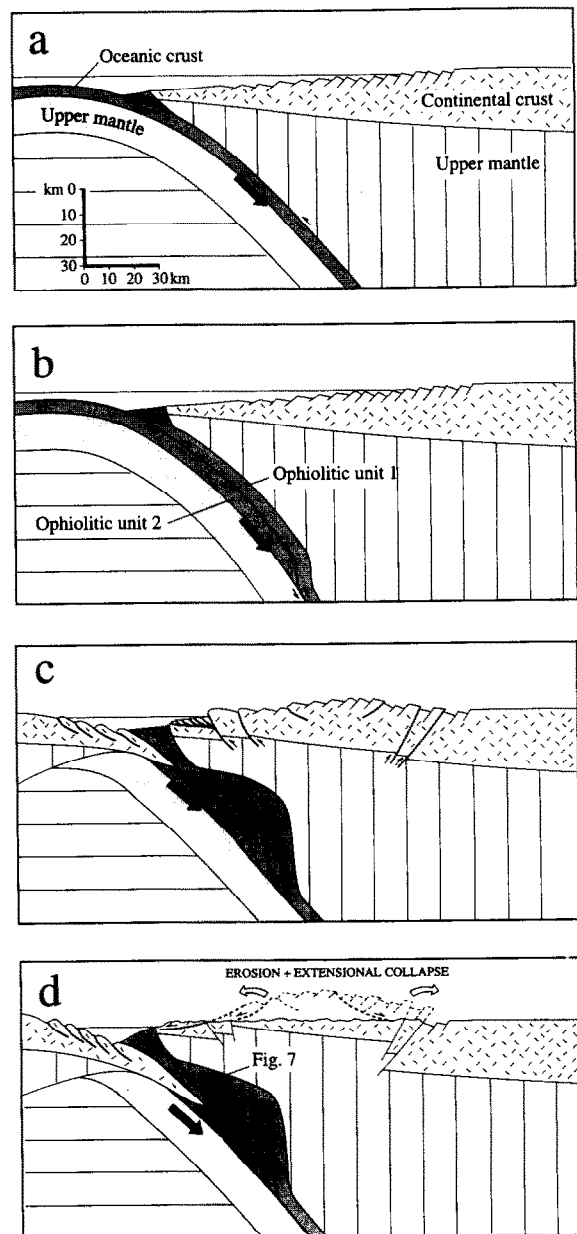 a
Oceanic crust
Continental crust
Upper mantle
Upper mantle
km 0
10
20
30
0 10 20 30 km
b
Ophiolitic unit 1
Ophiolitic unit 2
c
d
EROSION + EXTENSIONAL COLLAPSE
Fig. 7